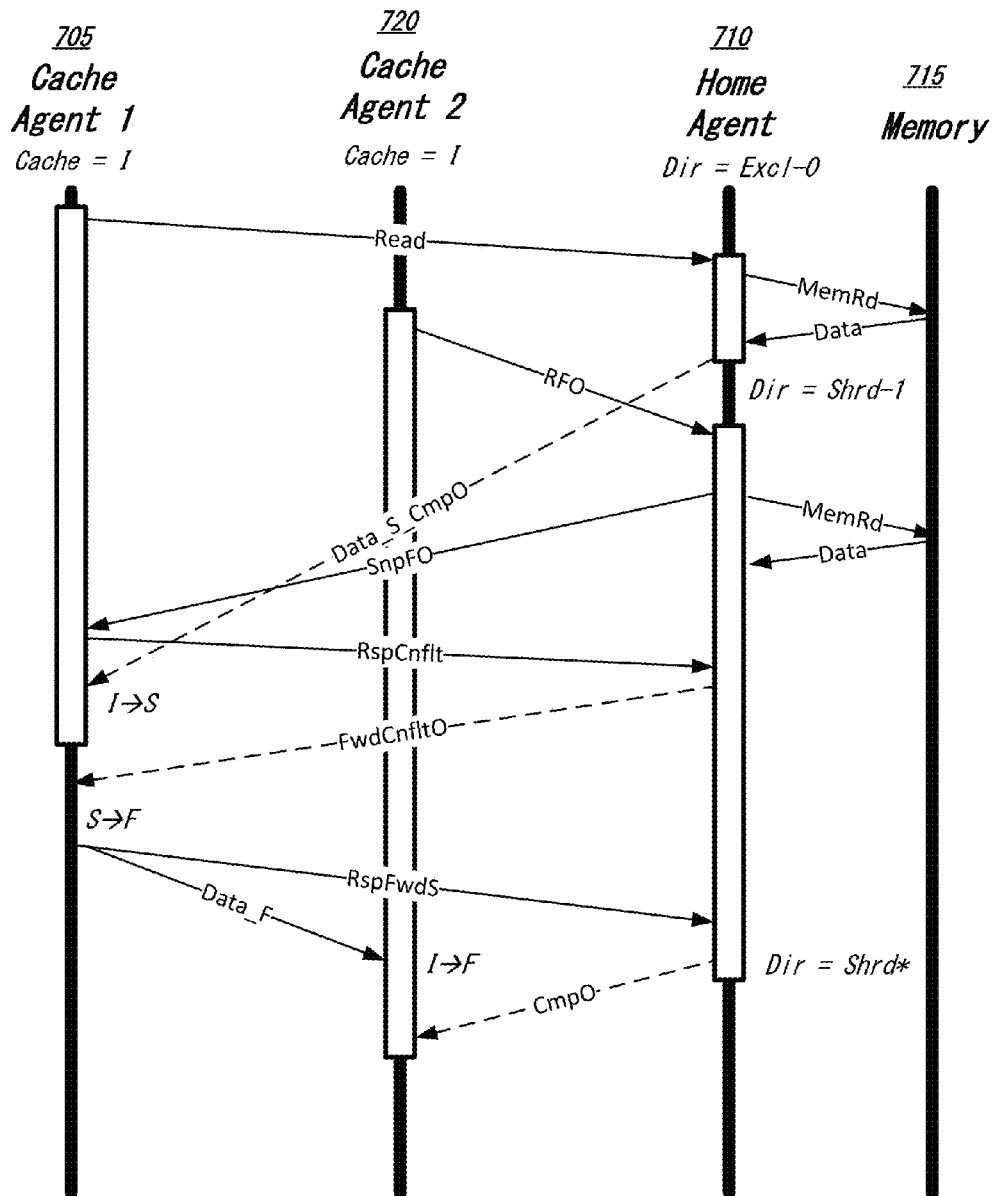 705
Cache
Agent 1
Cache = I
720
Cache
Agent 2
Cache = I
710
Home
Agent
Dir = Excl-0
715
Memory
Read
MemRd
Data
RFO
Dir = Shrd-1
Data_S_CmpO
SnpFO
MemRd
Data
RspCnflt
I→S
FwdCnfltO
S→F
RspFwdS
Data_F
I→F
Dir = Shrd*
CmpO